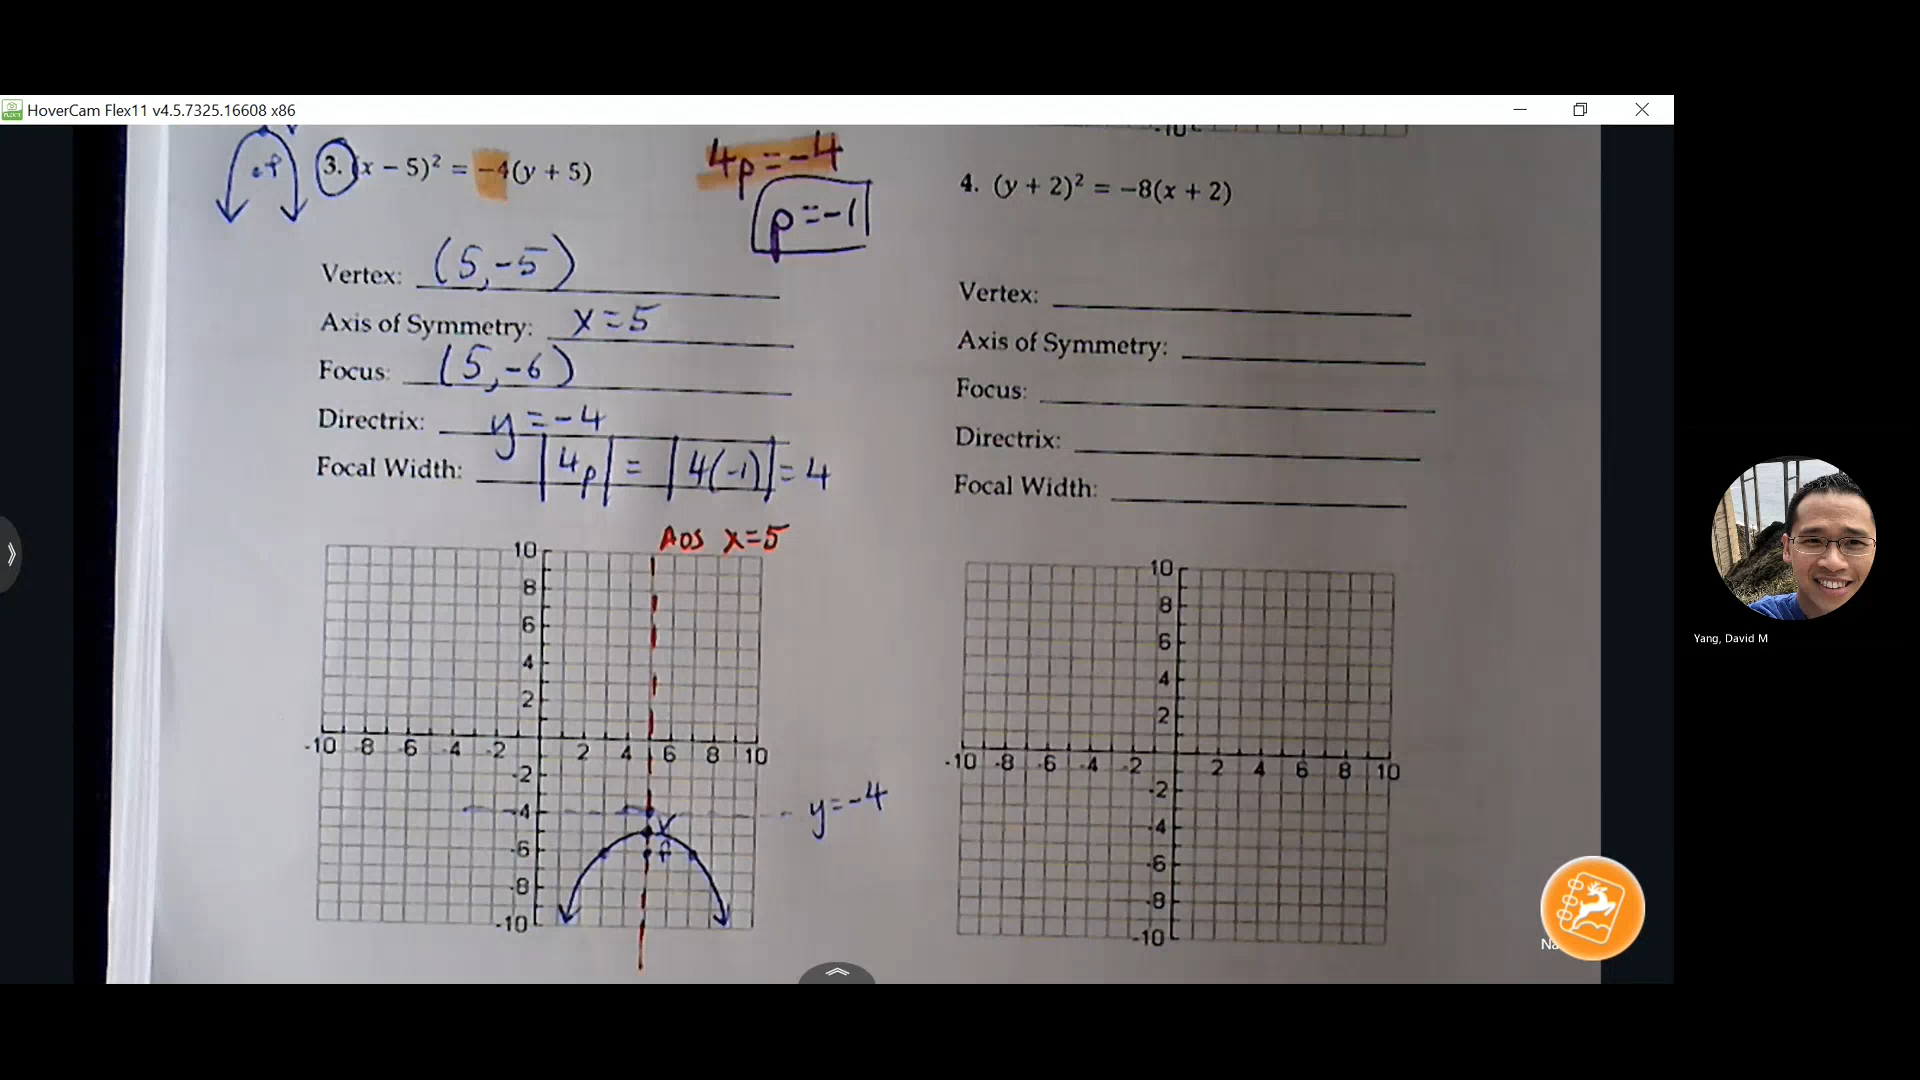 HoverCam Flex11 v4.5.7325.16608 x86
3. (x − 5)² = −4(y + 5)
4p = −4
p = −1
Vertex: (5, −5)
Axis of Symmetry: x = 5
Focus: (5, −6)
Directrix: y = −4
Focal Width: |4p| = |4(−1)| = 4
AOS x=5
10
8
6
4
2
-10 -8 -6 -4 -2 2 4 6 8 10
-2
-4
y = −4
-6
-8
-10
V
f
-10
4. (y + 2)² = −8(x + 2)
Vertex:
Axis of Symmetry:
Focus:
Directrix:
Focal Width:
10
8
6
4
2
-10 -8 -6 -4 -2 2 4 6 8 10
-2
-4
-6
-8
-10
Yang, David M